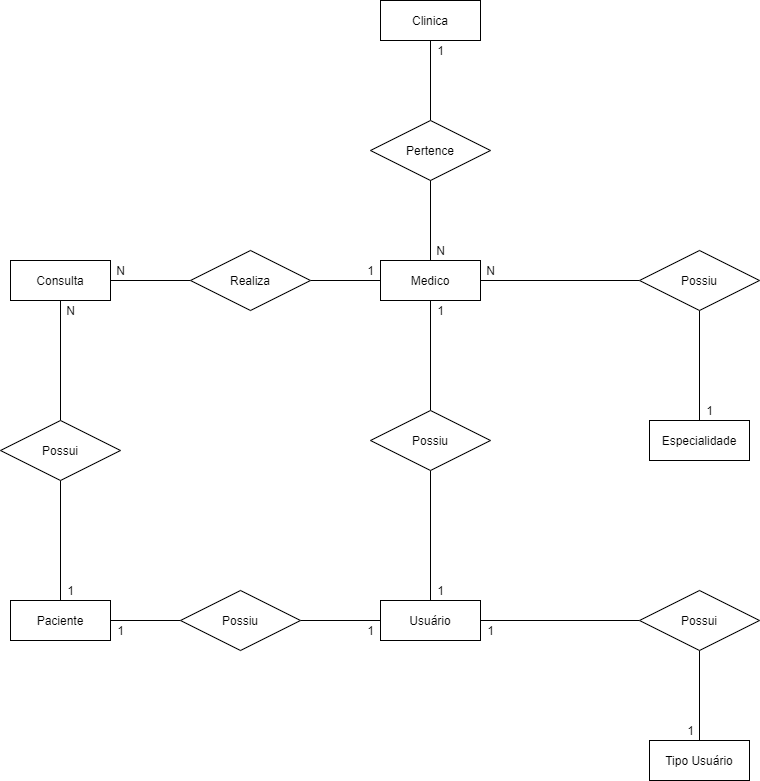 Clinica
1
Pertence
N
Consulta
N
Realiza
1
Medico
N
Possiu
N
1
1
Especialidade
Possui
Possiu
1
1
Paciente
1
Possiu
1
Usuário
1
Possui
1
Tipo Usuário